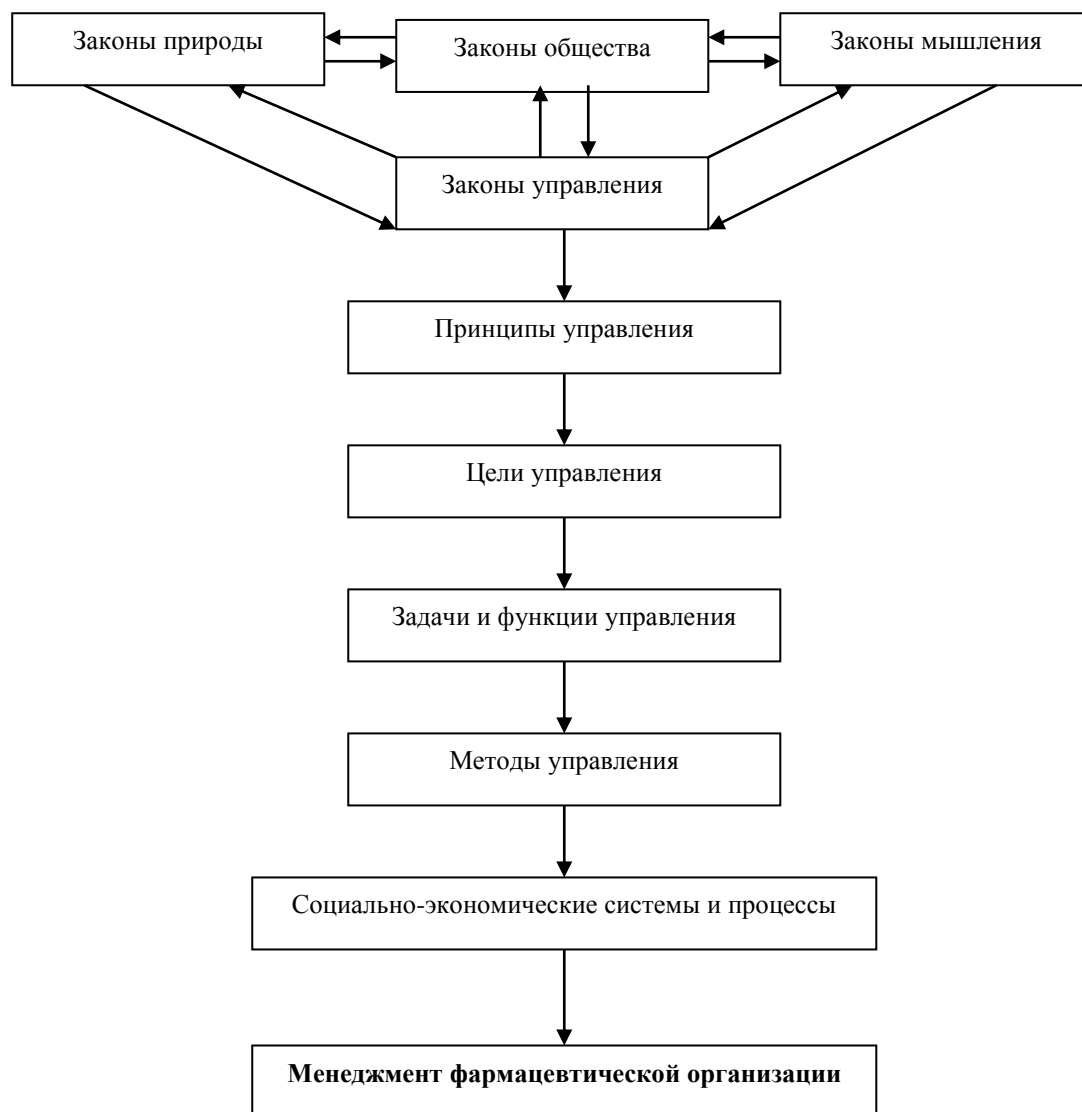 Законы природы
Законы общества
Законы мышления
Законы управления
Принципы управления
Цели управления
Задачи и функции управления
Методы управления
Социально-экономические системы и процессы
Менеджмент фармацевтической организации